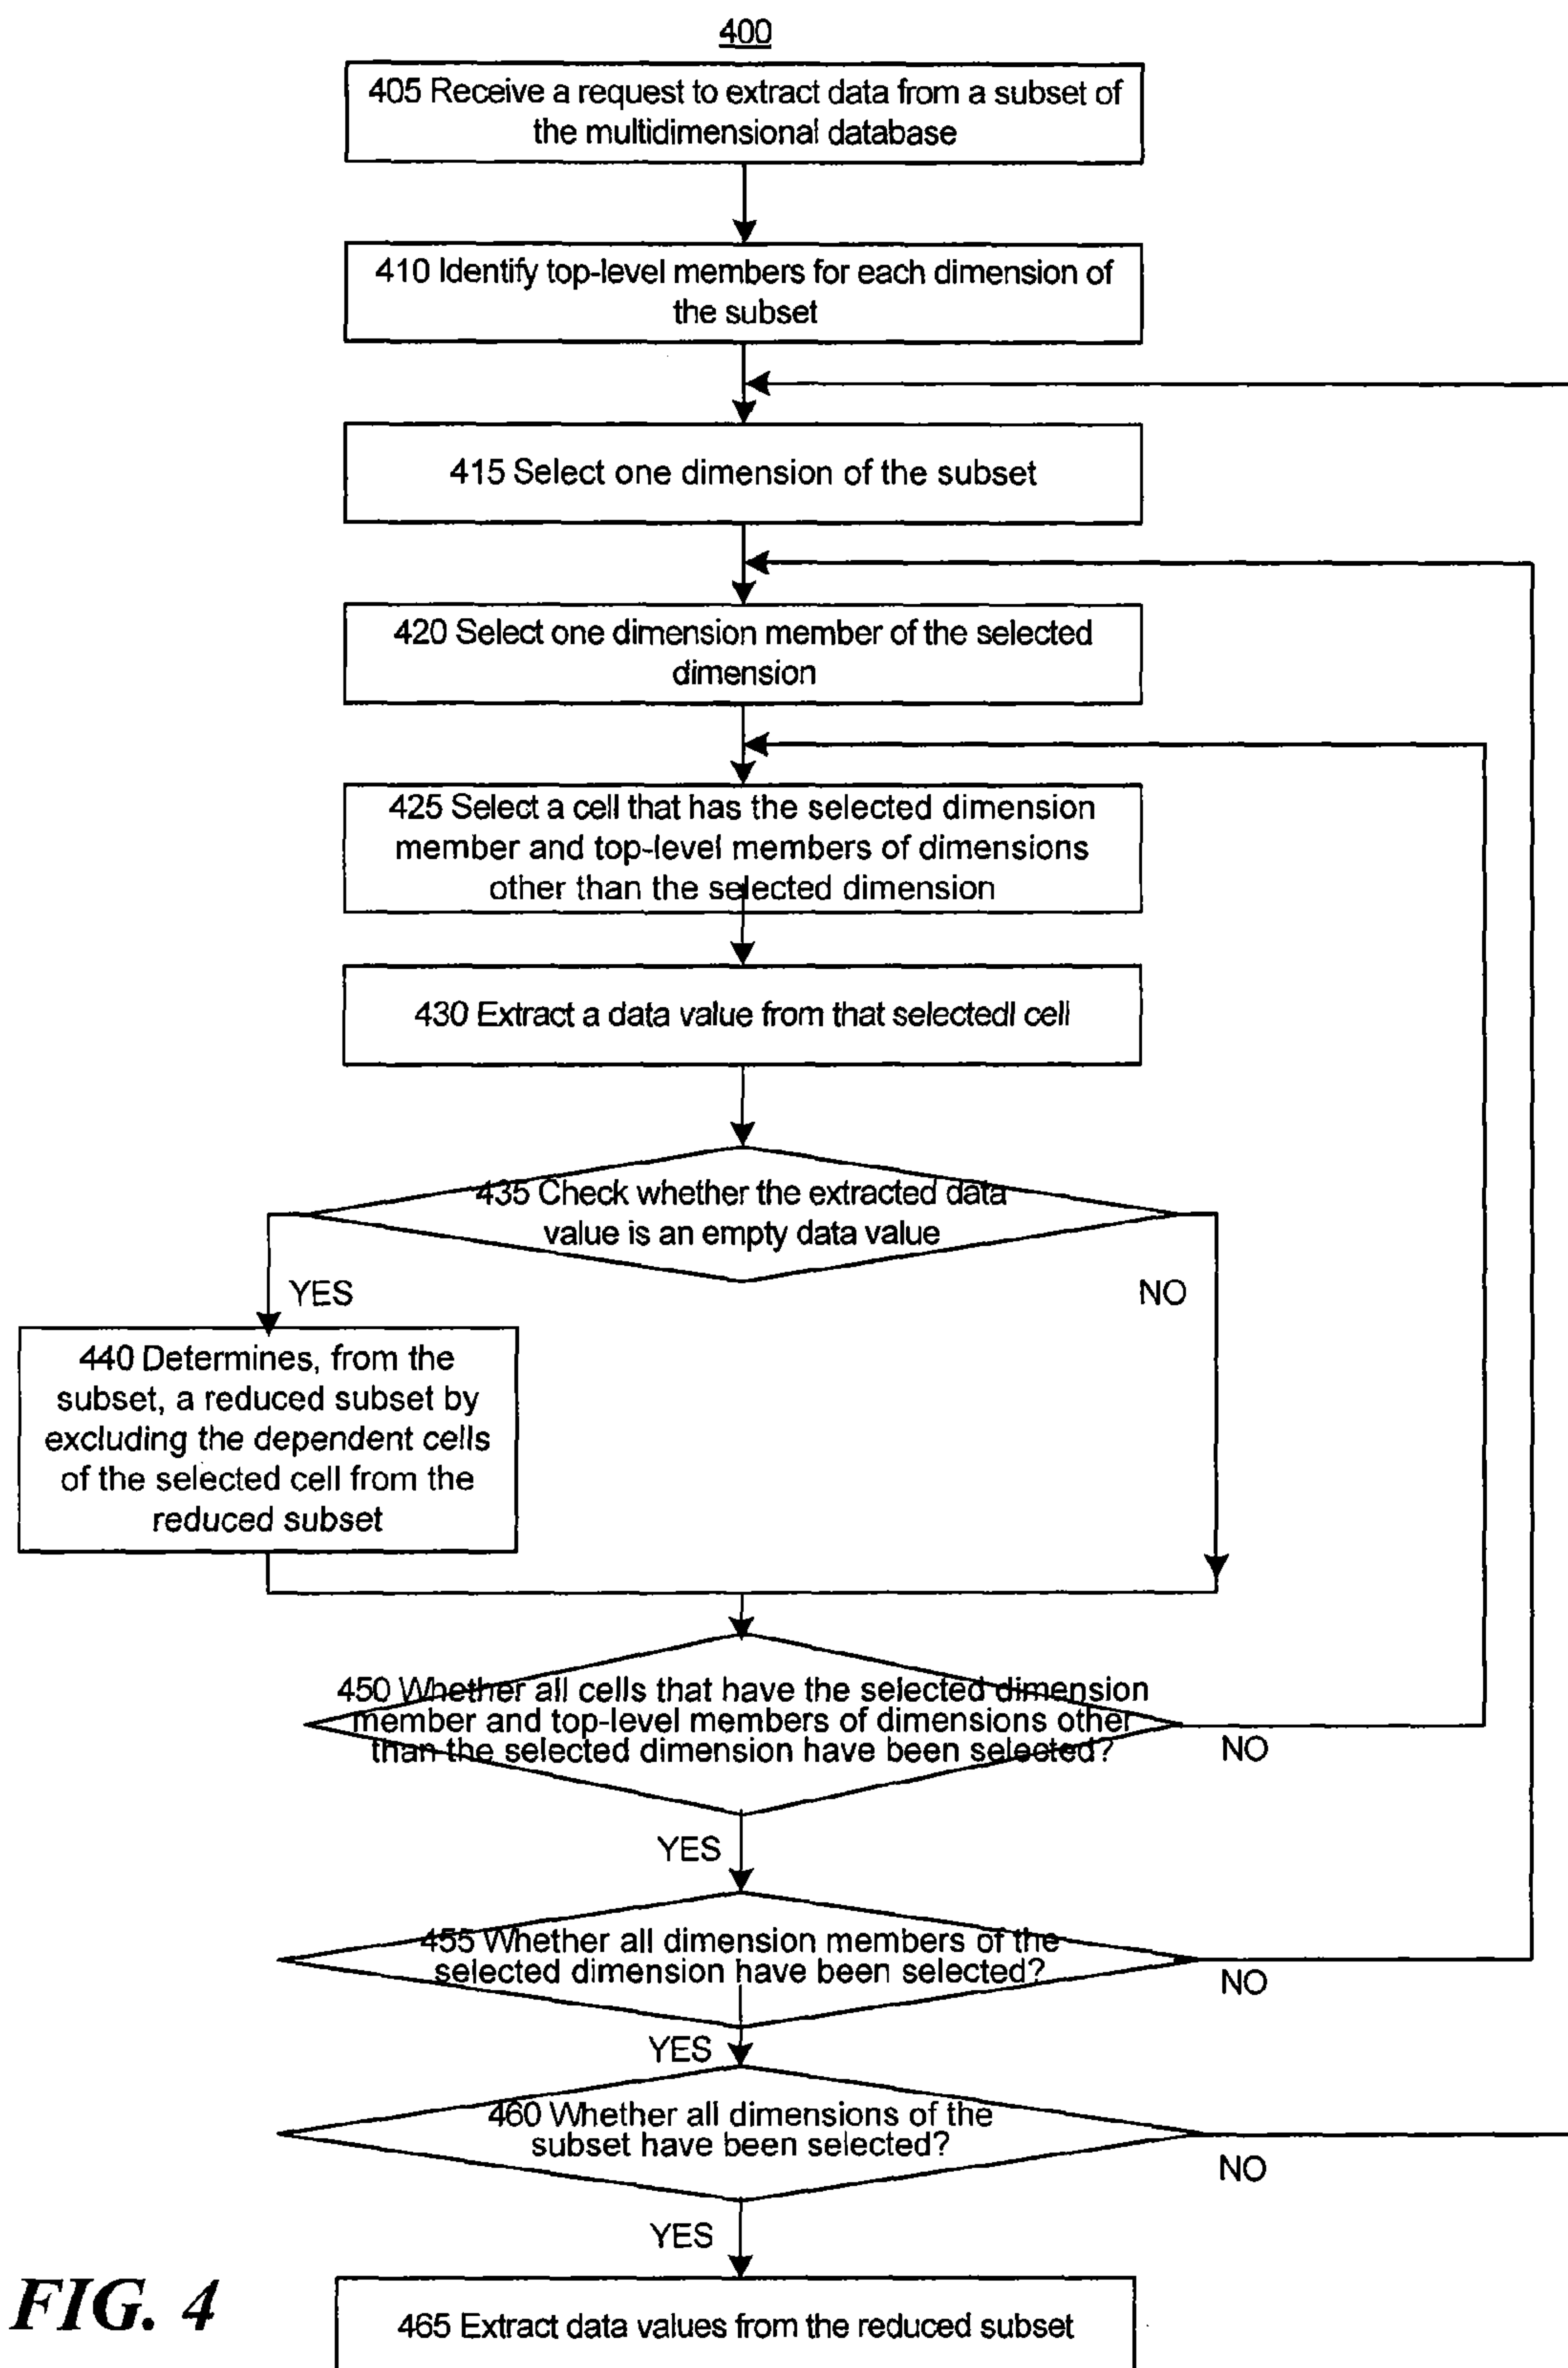 400
405 Receive a request to extract data from a subset of
the multidimensional database
410 Identify top-level members for each dimension of
the subset
415 Select one dimension of the subset
420 Select one dimension member of the selected
dimension
425 Select a cell that has the selected dimension
member and top-level members of dimensions
other than the selected dimension
430 Extract a data value from that selectedl cell
435 Check whether the extracted data
value is an empty data value
YES
NO
440 Determines, from the
subset, a reduced subset by
excluding the dependent cells
of the selected cell from the
reduced subset
450 Whether all cells that have the selected dimension
member and top-level members of dimensions other
than the selected dimension have been selected?
NO
YES
455 Whether all dimension members of the
selected dimension have been selected?
NO
YES
460 Whether all dimensions of the
subset have been selected?
NO
YES
465 Extract data values from the reduced subset
FIG. 4